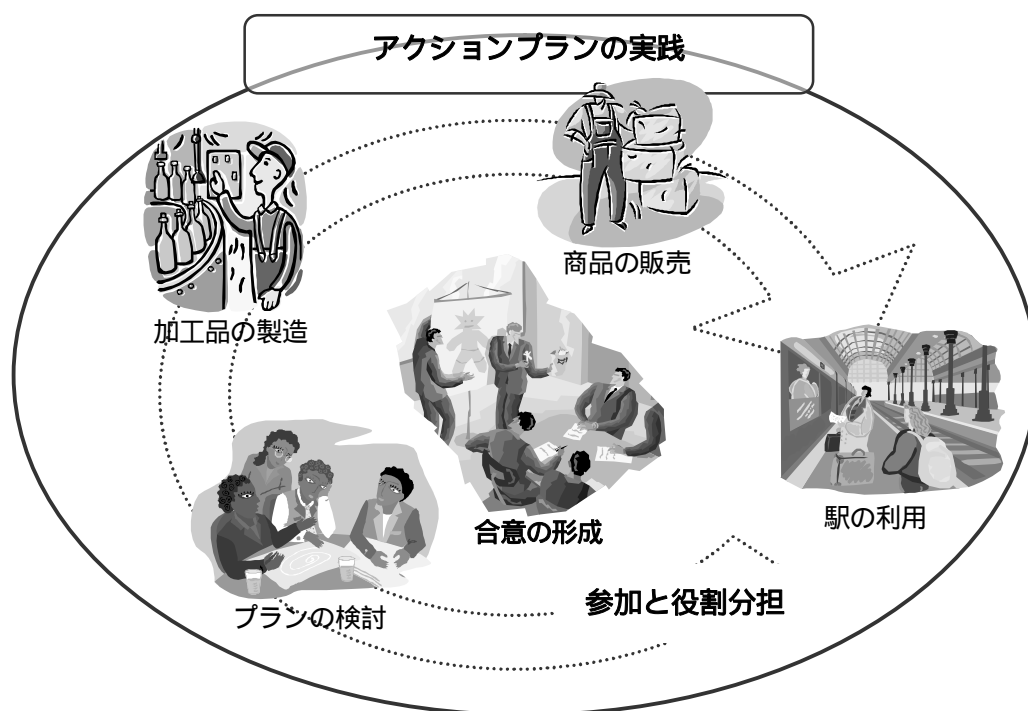 アクションプランの実践
商品の販売
加工品の製造
駅の利用
合意の形成
参加と役割分担
プランの検討